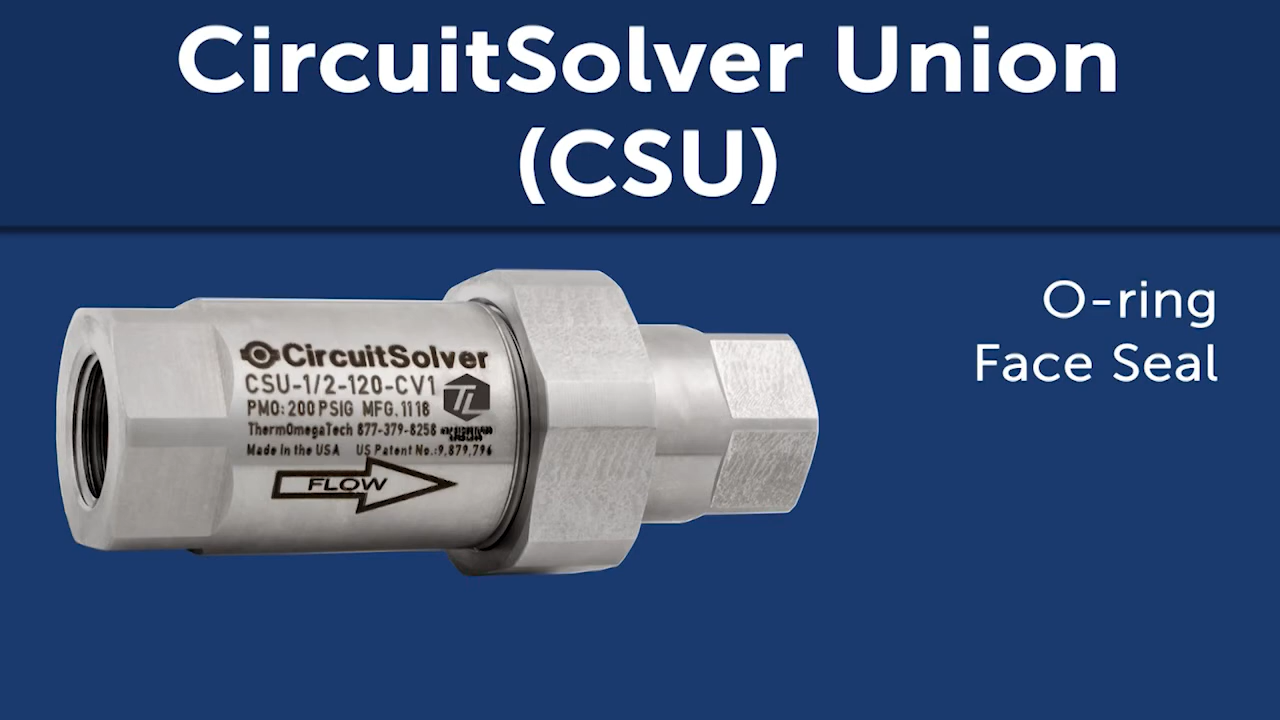 CircuitSolver Union
(CSU)
O-ring
Face Seal
CircuitSolver
CSU-1/2-120-CV1
TL
PMO: 200 PSIG MFG. 1118
ThermOmegaTech 877-379-8258
Made in the USA US Patent No.:9,879,796
FLOW